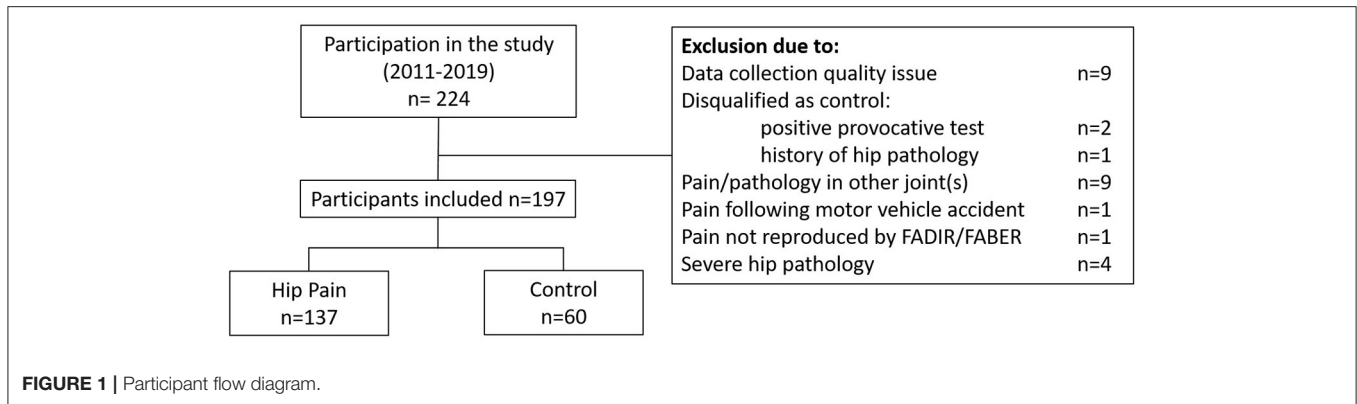 Participation in the study
(2011-2019)
n= 224
Exclusion due to:
Data collection quality issue n=9
Disqualified as control:
positive provocative test n=2
history of hip pathology n=1
Pain/pathology in other joint(s) n=9
Pain following motor vehicle accident n=1
Pain not reproduced by FADIR/FABER n=1
Severe hip pathology n=4
Participants included n=197
Hip Pain
n=137
Control
n=60
FIGURE 1 | Participant flow diagram.